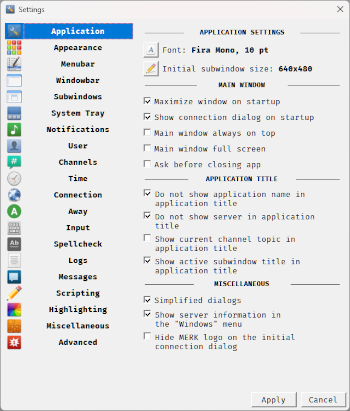 Settings
Application
Appearance
Menubar
Windowbar
Subwindows
System Tray
Notifications
User
Channels
Time
Connection
Away
Input
Spellcheck
Logs
Messages
Scripting
Highlighting
Miscellaneous
Advanced
APPLICATION SETTINGS
Font: Fira Mono, 10 pt
Initial subwindow size: 640x480
MAIN WINDOW
Maximize window on startup
Show connection dialog on startup
Main window always on top
Main window full screen
Ask before closing app
APPLICATION TITLE
Do not show application name in
application title
Do not show server in application
title
Show current channel topic in
application title
Show active subwindow title in
application title
MISCELLANEOUS
Simplified dialogs
Show server information in
the "Windows" menu
Hide MERK logo on the initial
connection dialog
Apply
Cancel